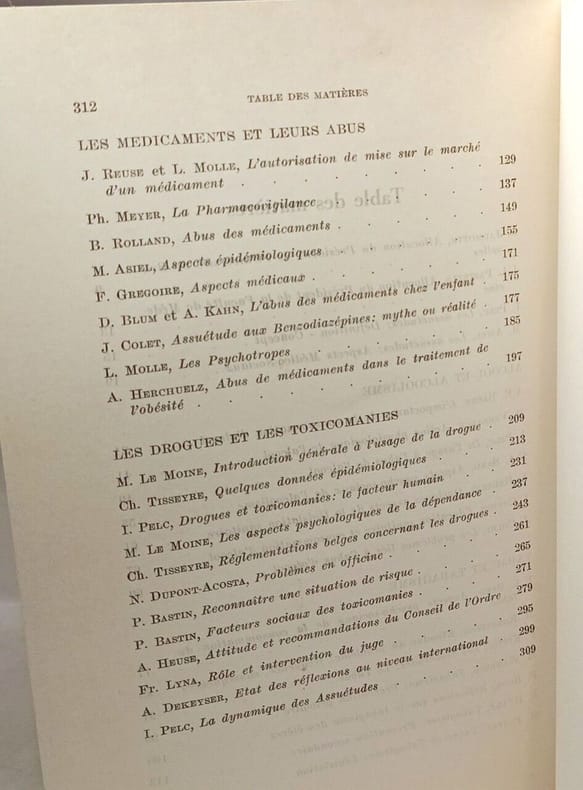 312
TABLE DES MATIÈRES
LES MEDICAMENTS ET LEURS ABUS
J. REUSE et L. MOLLE, L'autorisation de mise sur le marché
d'un médicament . . . . . . . 129
Ph. MEYER, La Pharmacovigilance . . . . . 137
B. ROLLAND, Abus des médicaments . . . . . 149
M. ASIEL, Aspects épidémiologiques . . . . . 155
F. GREGOIRE, Aspects médicaux . . . . . 171
D. BLUM et A. KAHN, L'abus des médicaments chez l'enfant . 175
J. COLET, Assuétude aux Benzodiazépines: mythe ou réalité . 177
L. MOLLE, Les Psychotropes . . . . . 185
A. HERCHUELZ, Abus de médicaments dans le traitement de
l'obésité . . . . . . . 197
LES DROGUES ET LES TOXICOMANIES
M. LE MOINE, Introduction générale à l'usage de la drogue . 209
Ch. TISSEYRE, Quelques données épidémiologiques . . 213
I. PELC, Drogues et toxicomanies: le facteur humain . . 231
M. LE MOINE, Les aspects psychologiques de la dépendance . 237
Ch. TISSEYRE, Réglementations belges concernant les drogues . 243
N. DUPONT-ACOSTA, Problèmes en officine . . . . 261
P. BASTIN, Reconnaître une situation de risque . . . 265
P. BASTIN, Facteurs sociaux des toxicomanies . . . 271
A. HEUSE, Attitude et recommandations du Conseil de l'Ordre 279
Fr. LYNA, Rôle et intervention du juge . . . . 295
A. DEKEYSER, Etat des réflexions au niveau international . 299
I. PELC, La dynamique des Assuétudes . . . . . 309